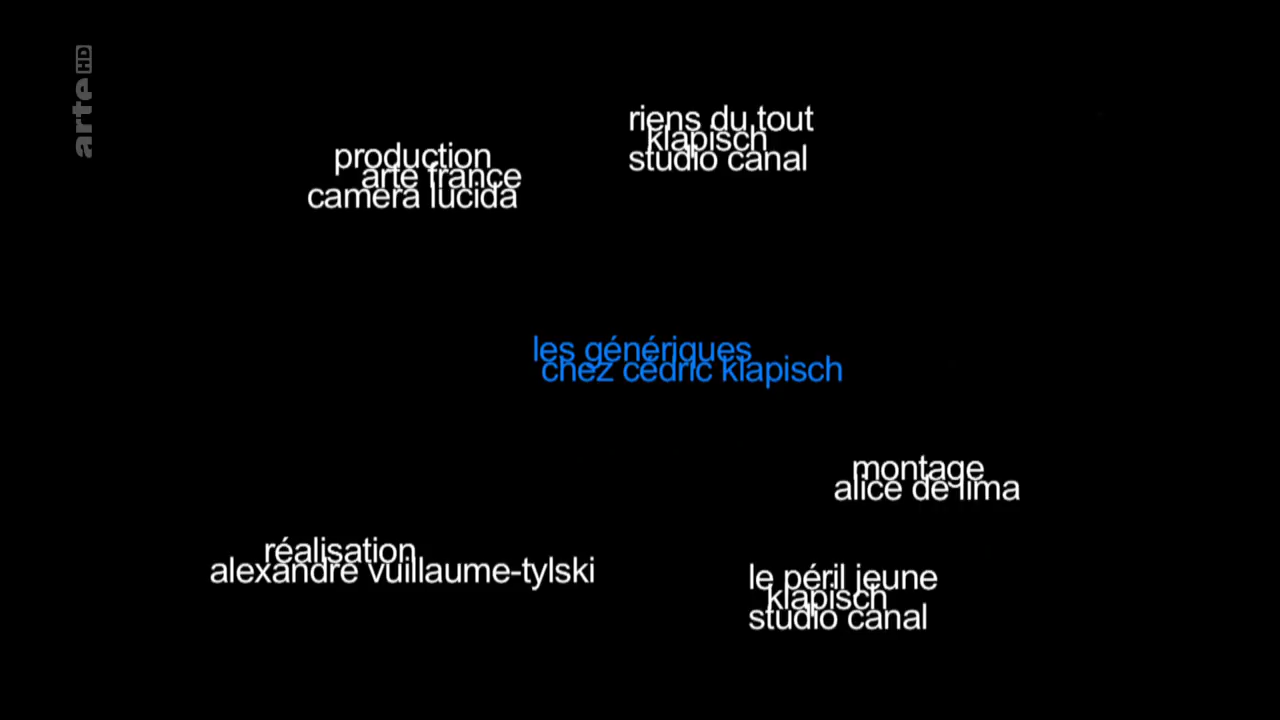 arte HD
riens du tout
klapisch
studio canal
production
arte france
camera lucida
les génériques
chez cédric klapisch
montage
alice de lima
réalisation
alexandre vuillaume-tylski
le péril jeune
klapisch
studio canal